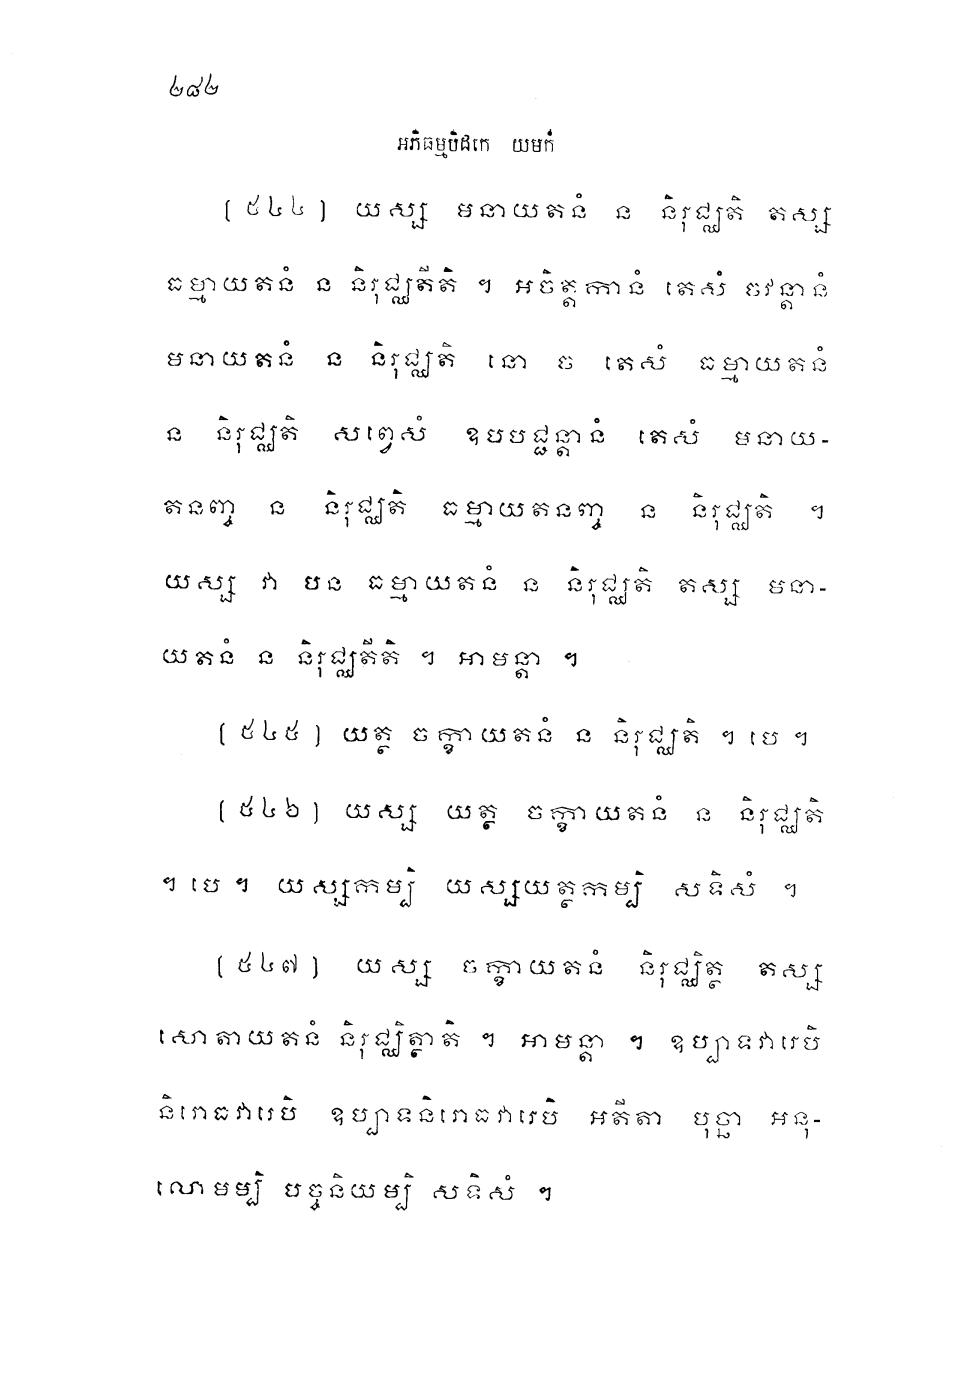 ២៨២
អភិធម្មបិដកេ យមកំ
(៥៤៤) យស្ស មនាយតនំ ន និរុជ្ឈតិ តស្ស
ធម្មាយតនំ ន និរុជ្ឈតីតិ ។ អចិត្តកានំ តេសំ ចវន្តានំ
មនាយតនំ ន និរុជ្ឈតិ នោ ច តេសំ ធម្មាយតនំ
ន និរុជ្ឈតិ សព្វេសំ ឧបបជ្ជន្តានំ តេសំ មនាយ-
តនញ្ច ន និរុជ្ឈតិ ធម្មាយតនញ្ច ន និរុជ្ឈតិ ។
យស្ស វា បន ធម្មាយតនំ ន និរុជ្ឈតិ តស្ស មនា-
យតនំ ន និរុជ្ឈតីតិ ។ អាមន្តា ។
(៥៤៥) យត្ថ ចក្ខាយតនំ ន និរុជ្ឈតិ ។ បេ ។
(៥៤៦) យស្ស យត្ថ ចក្ខាយតនំ ន និរុជ្ឈតិ
។ បេ ។ យស្សកម្បិ យស្សយត្ថកម្បិ សទិសំ ។
(៥៤៧) យស្ស ចក្ខាយតនំ និរុជ្ឈិត្ថ តស្ស
សោតាយតនំ និរុជ្ឈិត្ថាតិ ។ អាមន្តា ។ ឧប្បាទវារេបិ
និរោធវារេបិ ឧប្បាទនិរោធវារេបិ អតីតា បុច្ឆា អនុ-
លោមម្បិ បច្ចនិយម្បិ សទិសំ ។